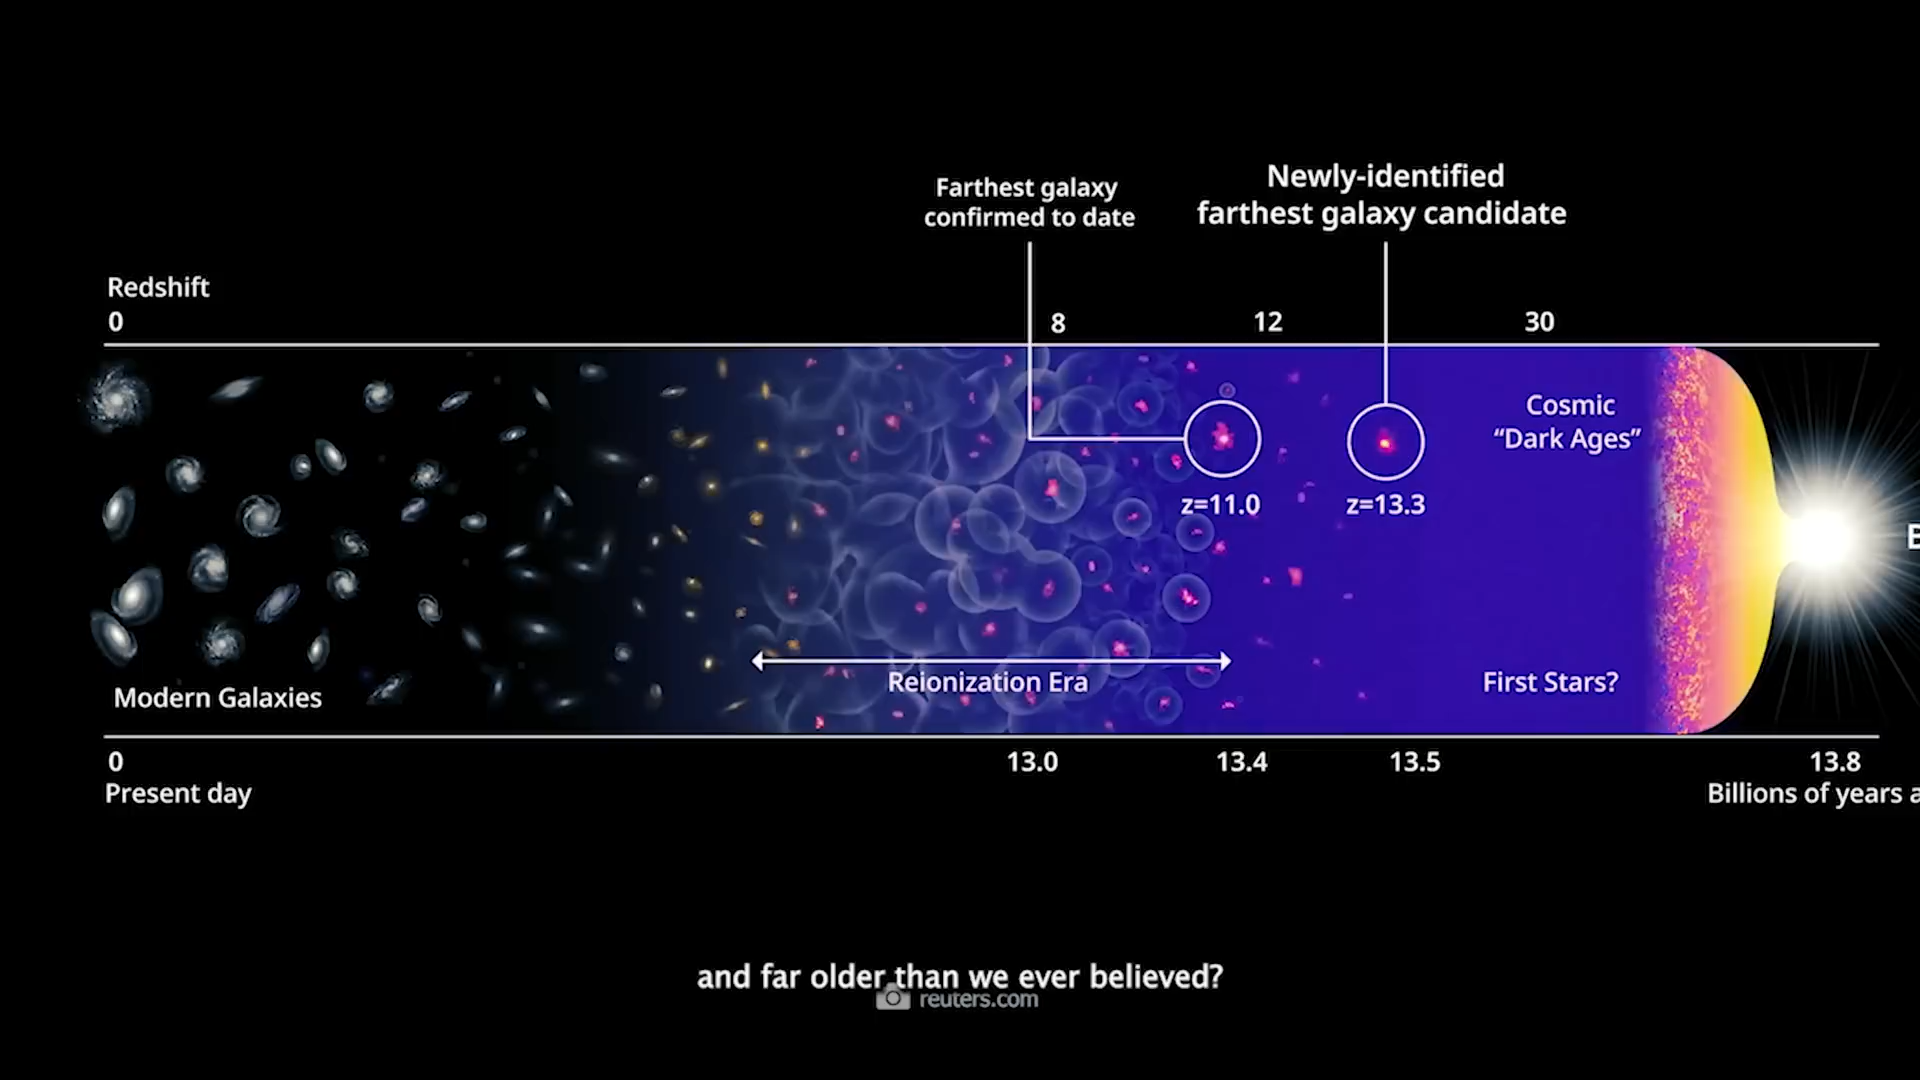 Farthest galaxy
confirmed to date
Newly-identified
farthest galaxy candidate
Redshift
0
8
12
30
Cosmic
“Dark Ages”
z=11.0
z=13.3
Reionization Era
First Stars?
Modern Galaxies
0
13.0
13.4
13.5
13.8
Present day
Billions of years a
and far older than we ever believed?
reuters.com